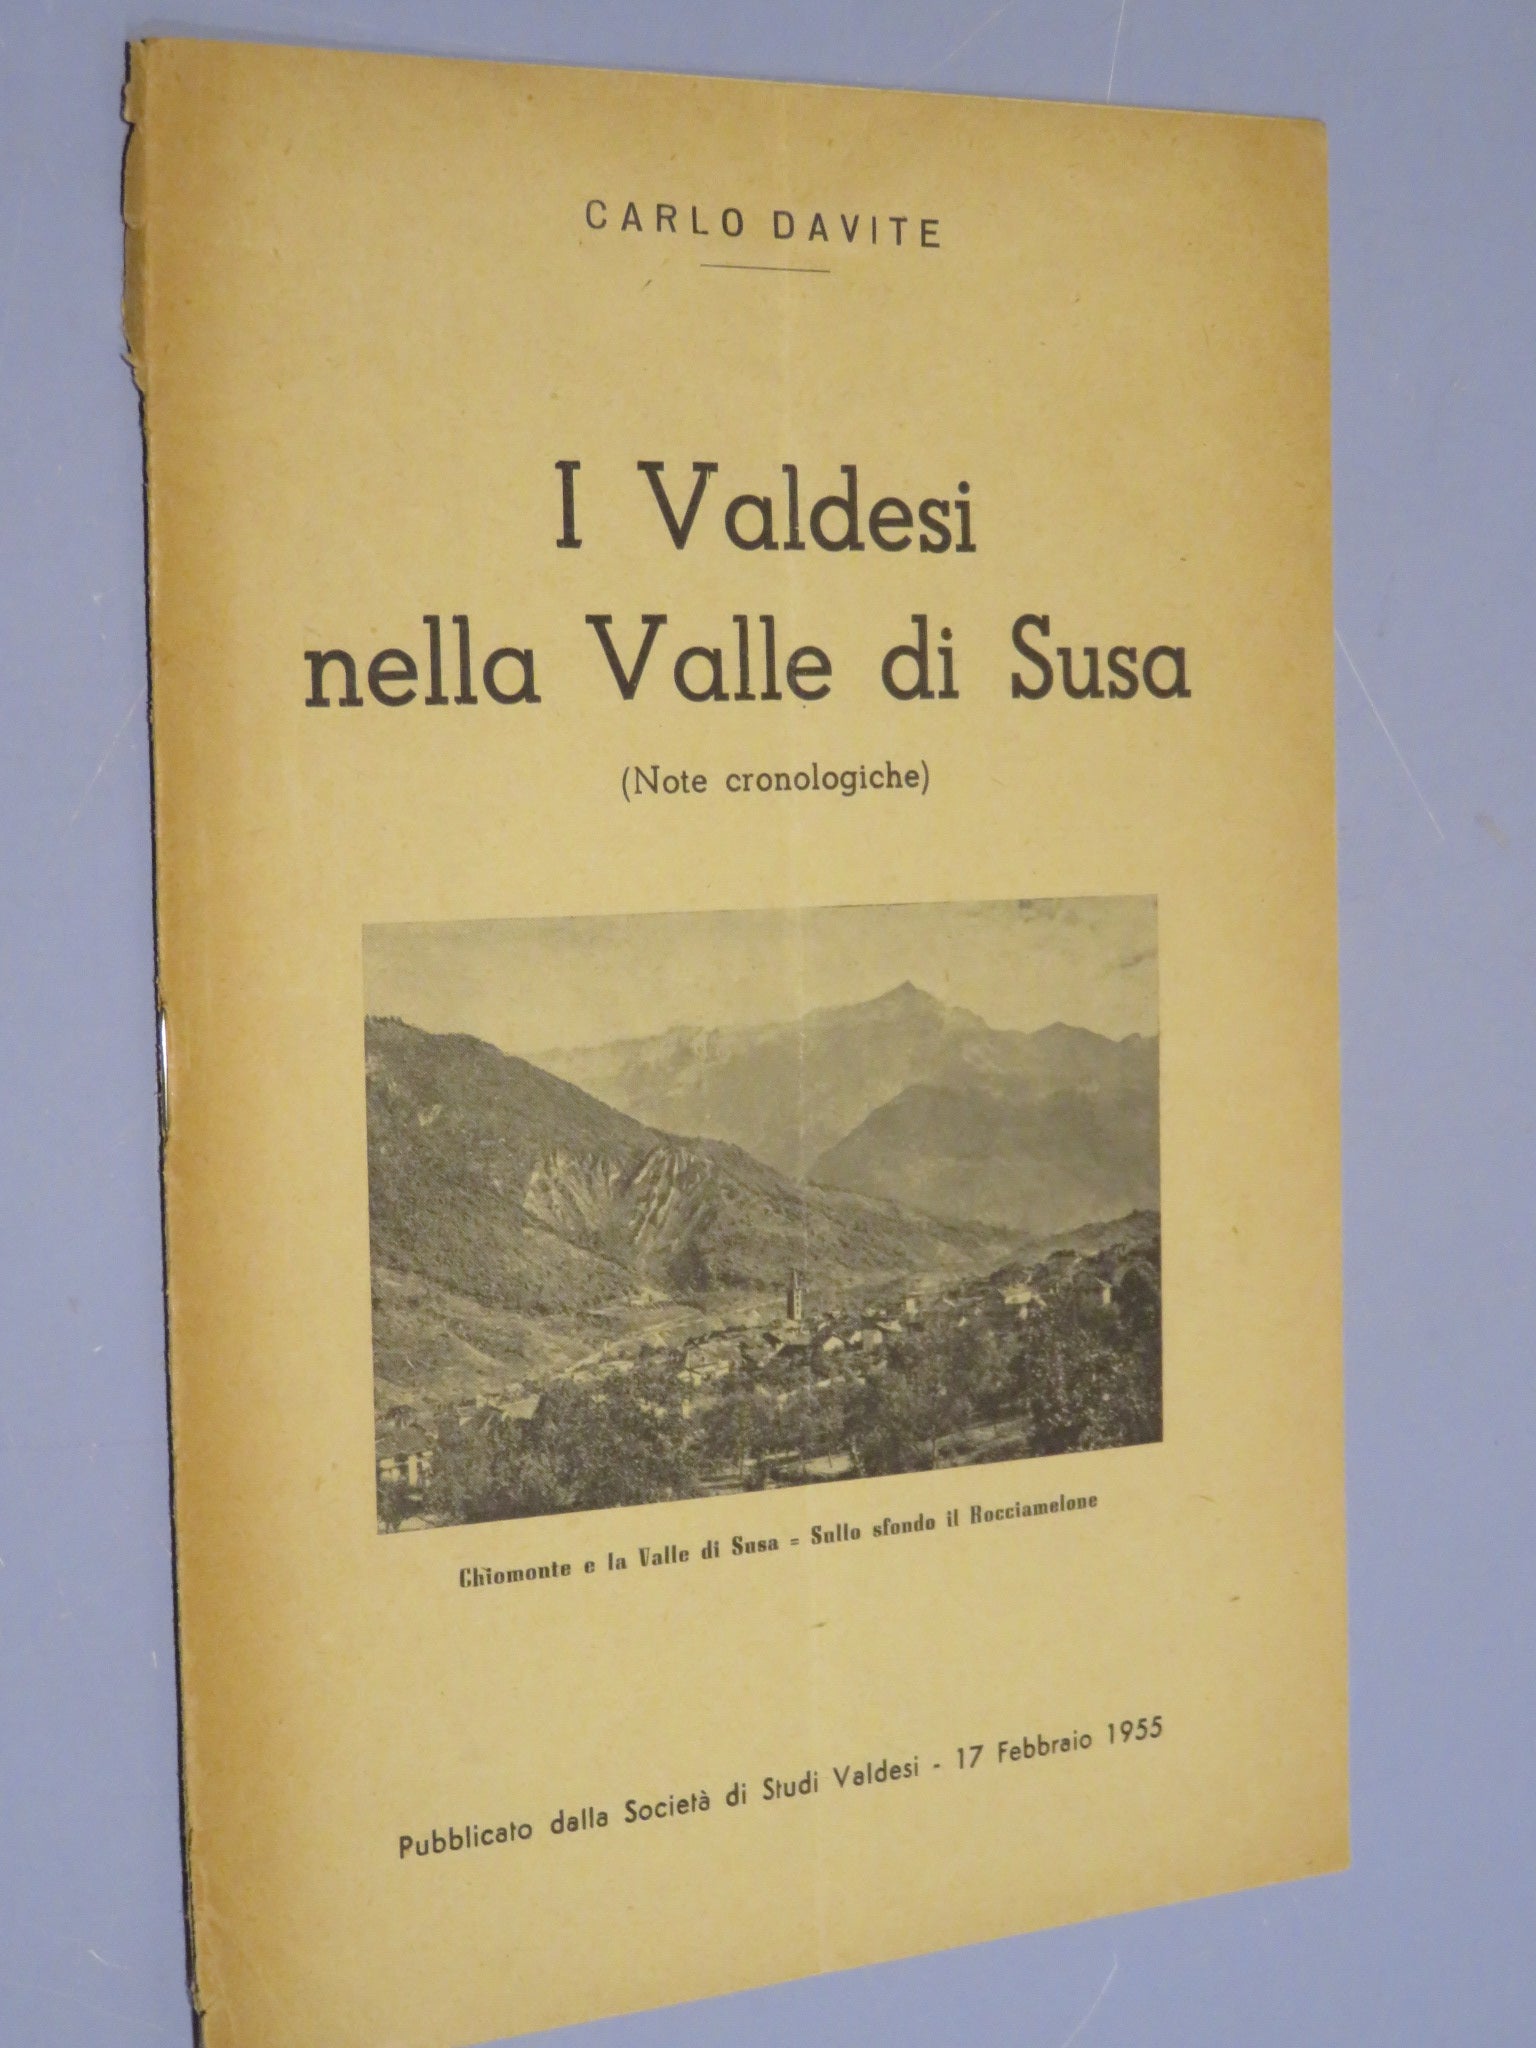 CARLO DAVITE
I Valdesi
nella Valle di Susa
(Note cronologiche)
Chiomonte e la Valle di Susa = Sullo sfondo il Rocciamelone
Pubblicato dalla Società di Studi Valdesi - 17 Febbraio 1955